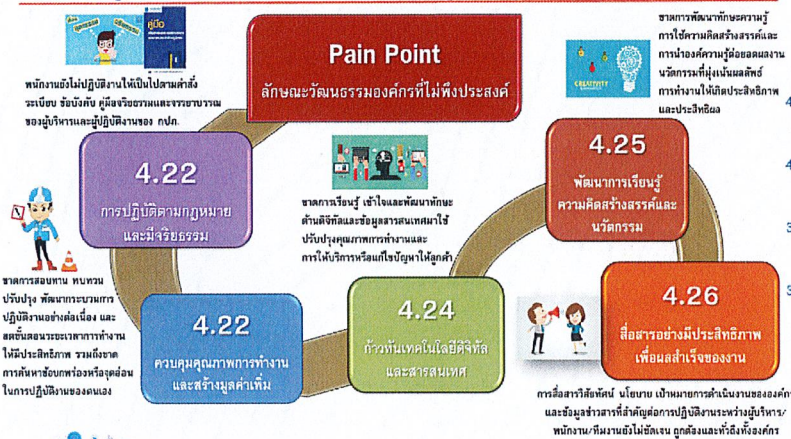 คู่มือ
Pain Point
ลักษณะวัฒนธรรมองค์กรที่ไม่พึงประสงค์
พนักงานยังไม่ปฏิบัติงานให้เป็นไปตามคำสั่ง
ระเบียบ ข้อบังคับ คู่มือจริยธรรมและจรรยาบรรณ
ของผู้บริหารและผู้ปฏิบัติงานของ กปภ.
ขาดการพัฒนาทักษะความรู้
การใช้ความคิดสร้างสรรค์และ
การนำองค์ความรู้ต่อยอดผลงาน
นวัตกรรมที่มุ่งเน้นผลลัพธ์
การทำงานให้เกิดประสิทธิภาพ
และประสิทธิผล
CREATIVITY
4.22
การปฏิบัติตามกฎหมาย
และมีจริยธรรม
ขาดการเรียนรู้ เข้าใจและพัฒนาทักษะ
ด้านดิจิทัลและข้อมูลสารสนเทศมาใช้
ปรับปรุงคุณภาพการทำงานและ
การให้บริการหรือแก้ไขปัญหาให้ลูกค้า
4.25
พัฒนาการเรียนรู้
ความคิดสร้างสรรค์และ
นวัตกรรม
ขาดการสอบทาน ทบทวน
ปรับปรุง พัฒนากระบวนการ
ปฏิบัติงานอย่างต่อเนื่อง และ
ลดขั้นตอนระยะเวลาการทำงาน
ให้มีประสิทธิภาพ รวมถึงขาด
การค้นหาข้อบกพร่องหรือจุดอ่อน
ในการปฏิบัติงานของตนเอง
4.22
ควบคุมคุณภาพการทำงาน
และสร้างมูลค่าเพิ่ม
4.24
ก้าวทันเทคโนโลยีดิจิทัล
และสารสนเทศ
4.26
สื่อสารอย่างมีประสิทธิภาพ
เพื่อผลสำเร็จของงาน
การสื่อสารวิสัยทัศน์ นโยบาย เป้าหมายการดำเนินงานขององค์กร
และข้อมูลข่าวสารที่สำคัญต่อการปฏิบัติงานระหว่างผู้บริหาร/
พนักงาน/ทีมงานยังไม่ชัดเจน ถูกต้องและทั่วถึงทั้งองค์กร
4
4
3
3